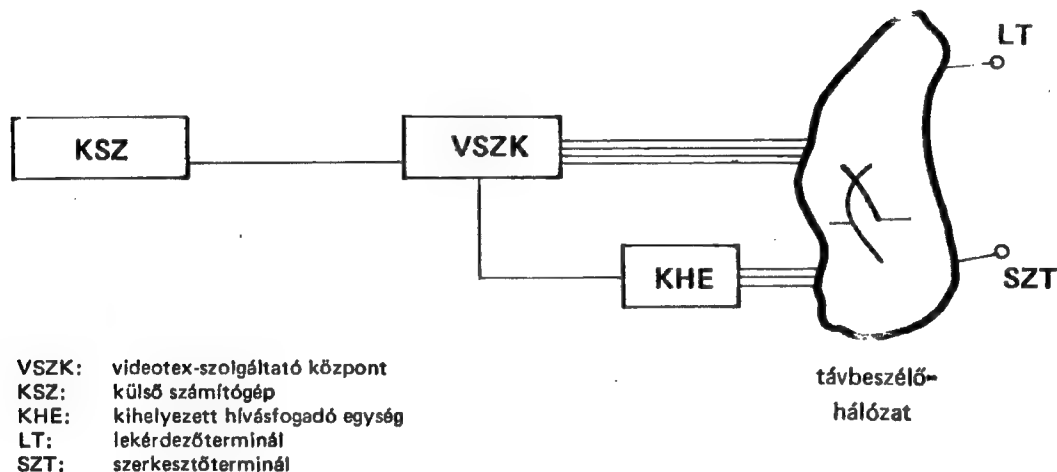 LT
KSZ
VSZK
KHE
SZT
VSZK: videotex-szolgáltató központ
KSZ: külső számítógép
KHE: kihelyezett hívásfogadó egység
LT: lekérdezőterminál
SZT: szerkesztőterminál
távbeszélő-
hálózat